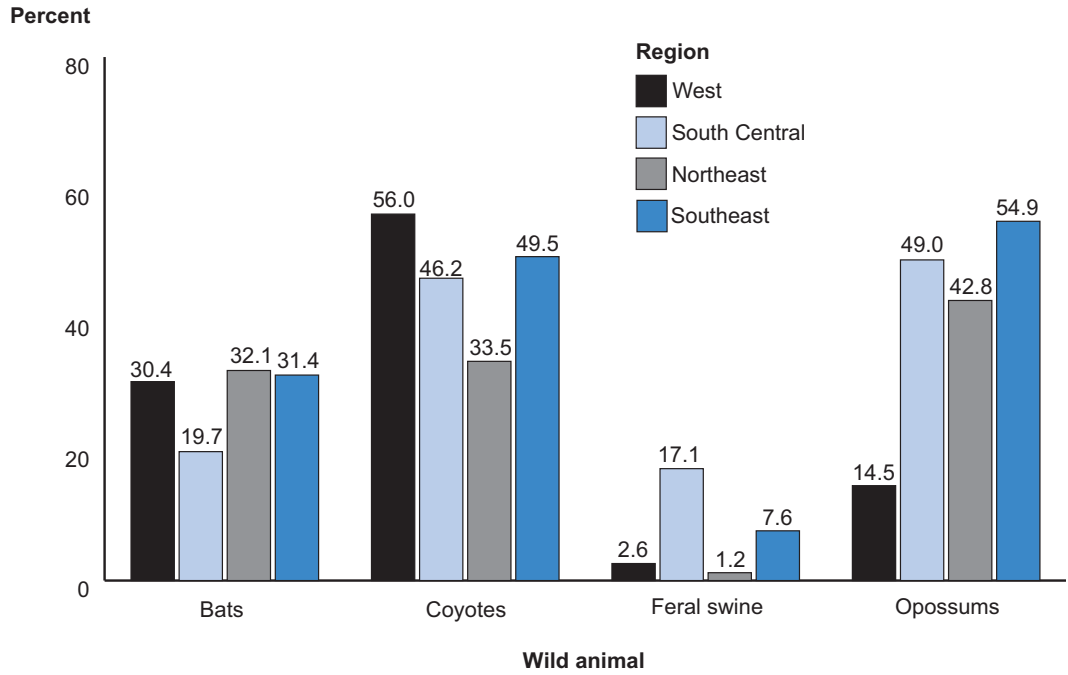 Percent
Region
West
South Central
Northeast
Southeast
80
60
40
20
0
30.4
19.7
32.1
31.4
56.0
46.2
33.5
49.5
2.6
17.1
1.2
7.6
14.5
49.0
42.8
54.9
Bats
Coyotes
Feral swine
Opossums
Wild animal